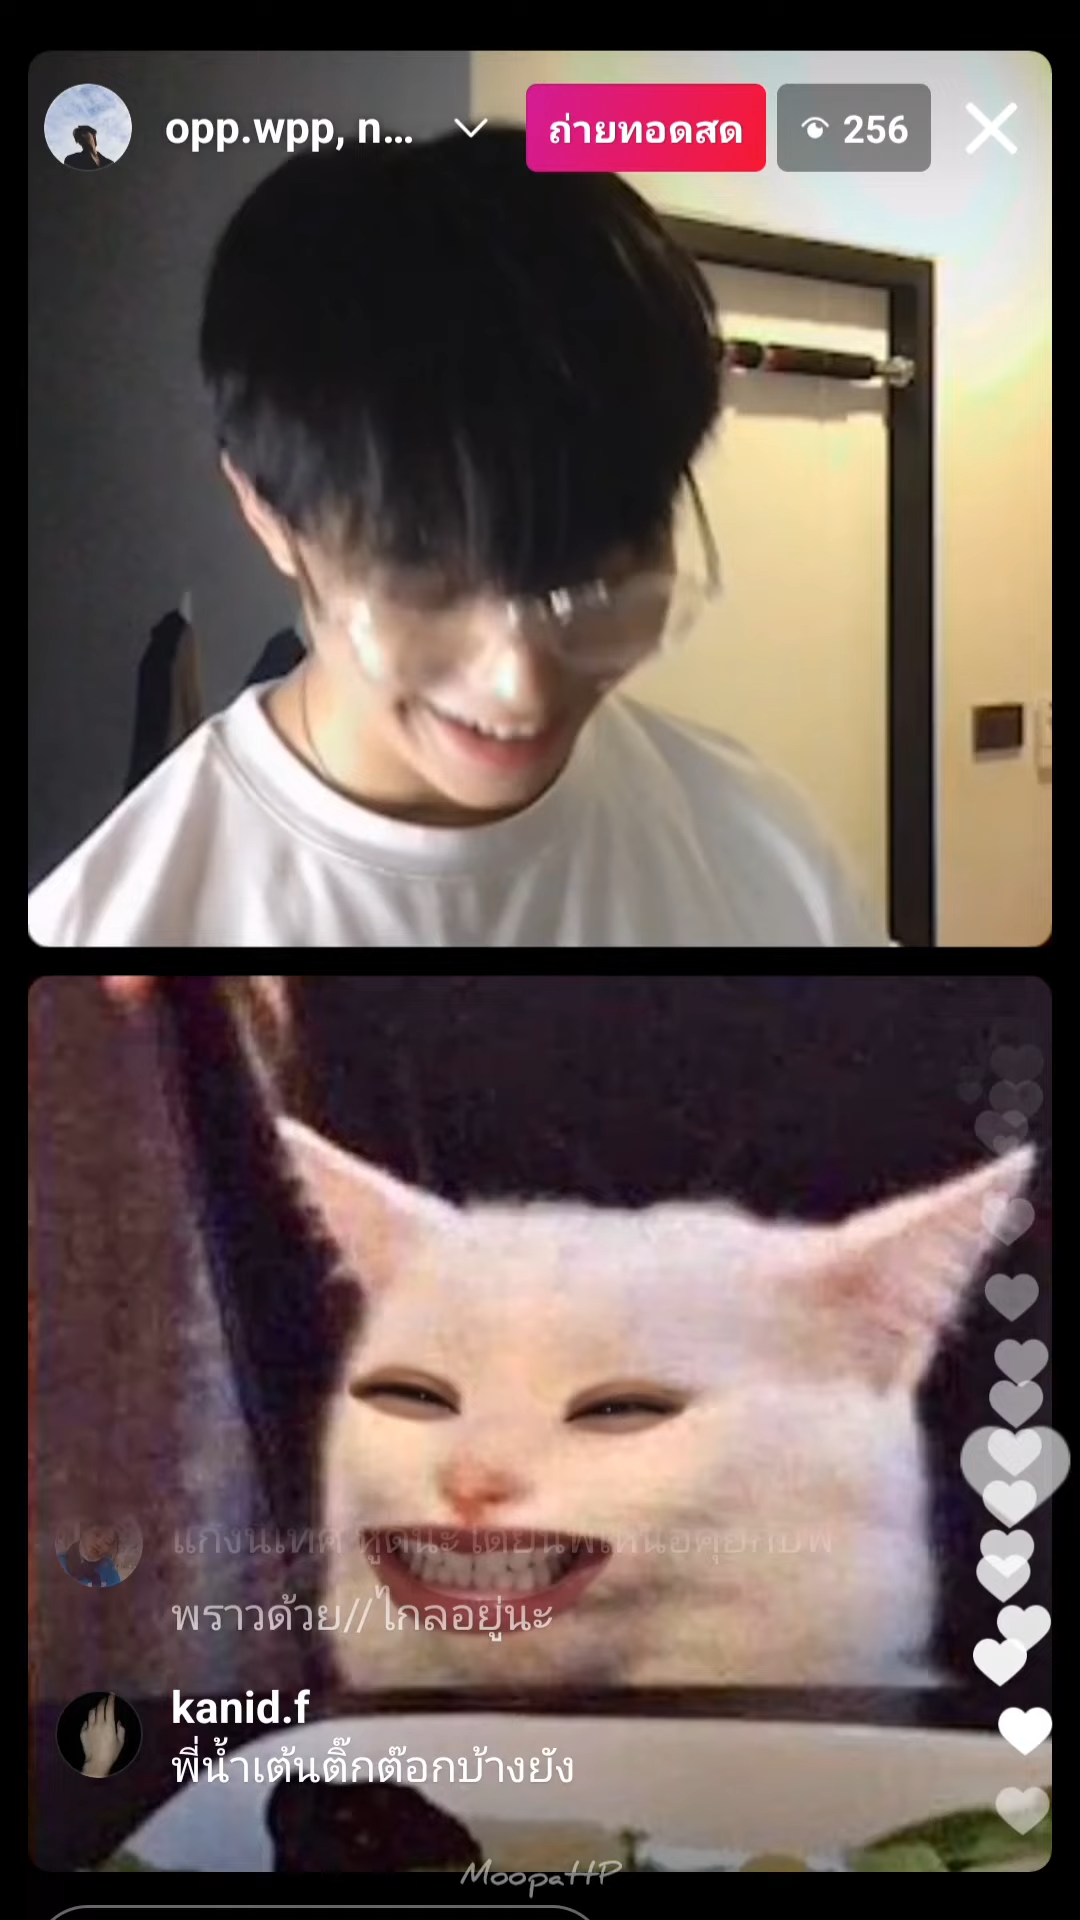 opp.wpp, n...
ถ่ายทอดสด
256
พราวด้วย//ไกลอยู่นะ
kanid.f
พี่น้ำเต้นติ๊กต๊อกบ้างยัง
MoopaHP